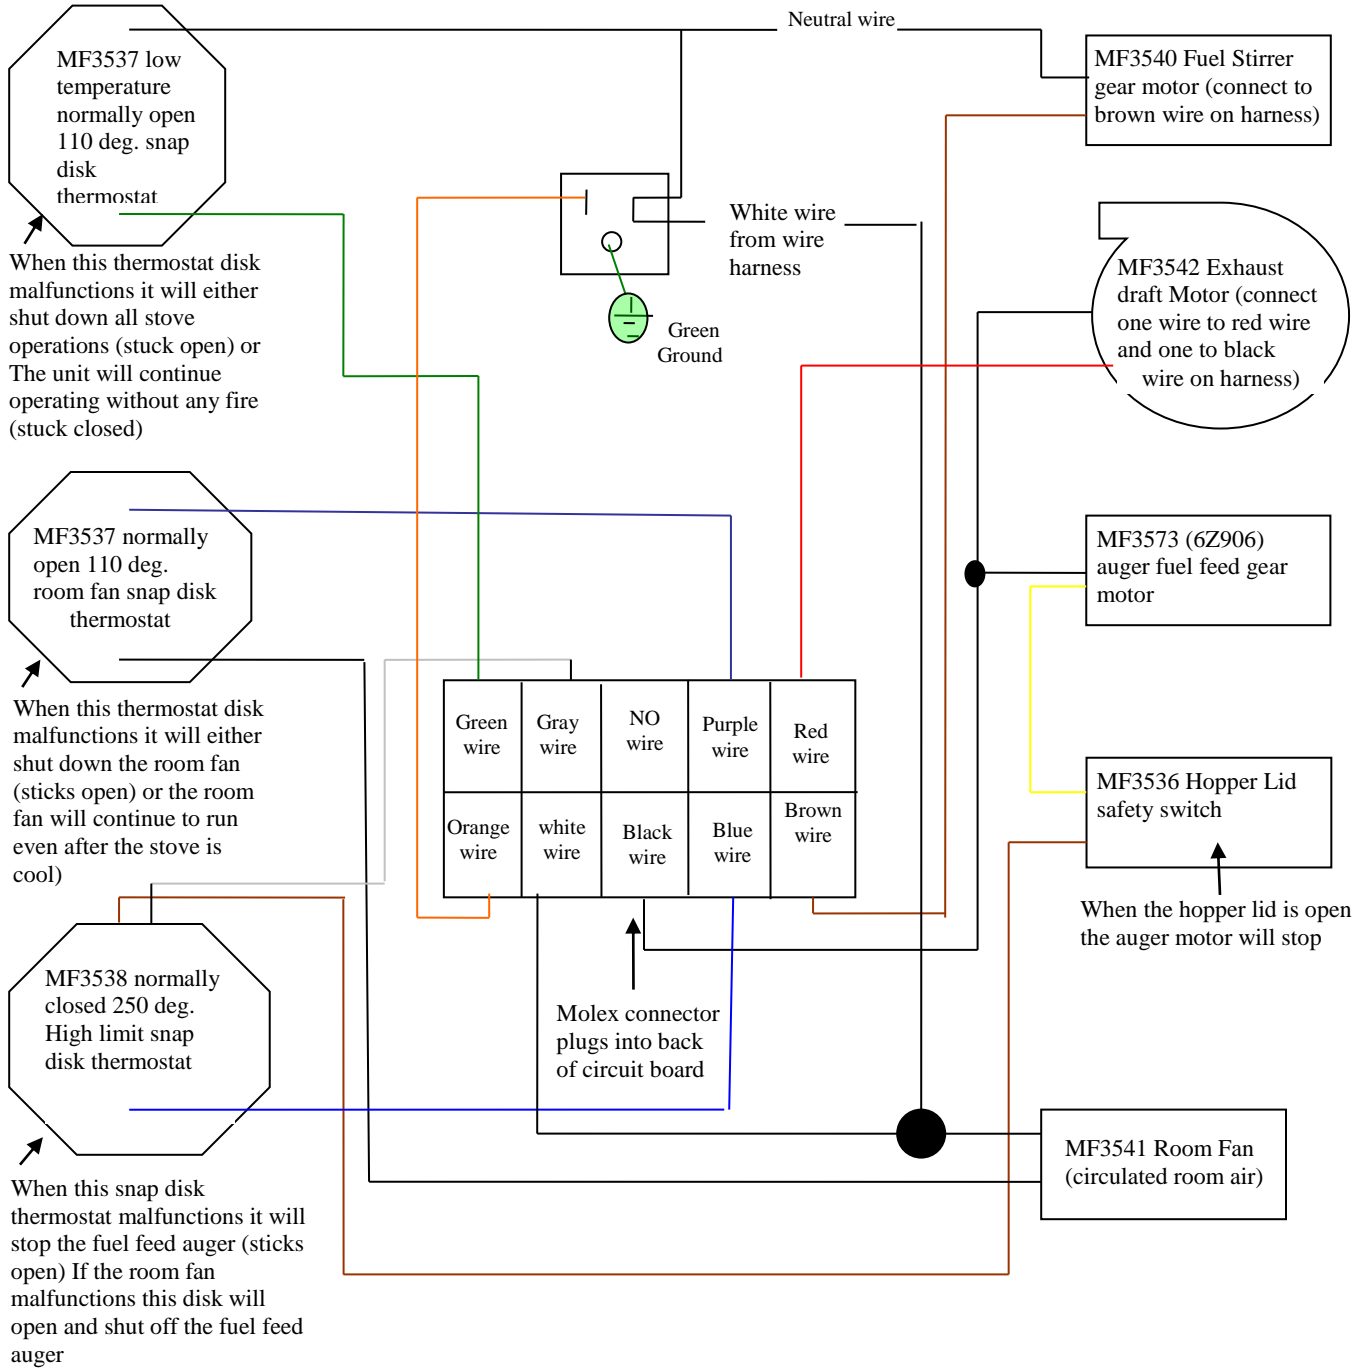 Neutral wire
MF3537 low
temperature
normally open
110 deg. snap
disk
thermostat
When this thermostat disk
malfunctions it will either
shut down all stove
operations (stuck open) or
The unit will continue
operating without any fire
(stuck closed)
MF3540 Fuel Stirrer
gear motor (connect to
brown wire on harness)
White wire
from wire
harness
Green
Ground
MF3542 Exhaust
draft Motor (connect
one wire to red wire
and one to black
wire on harness)
MF3537 normally
open 110 deg.
room fan snap disk
thermostat
When this thermostat disk
malfunctions it will either
shut down the room fan
(sticks open) or the room
fan will continue to run
even after the stove is
cool)
MF3573 (6Z906)
auger fuel feed gear
motor
Green
wire
Gray
wire
NO
wire
Purple
wire
Red
wire
Orange
wire
white
wire
Black
wire
Blue
wire
Brown
wire
MF3536 Hopper Lid
safety switch
When the hopper lid is open
the auger motor will stop
MF3538 normally
closed 250 deg.
High limit snap
disk thermostat
Molex connector
plugs into back
of circuit board
MF3541 Room Fan
(circulated room air)
When this snap disk
thermostat malfunctions it will
stop the fuel feed auger (sticks
open) If the room fan
malfunctions this disk will
open and shut off the fuel feed
auger